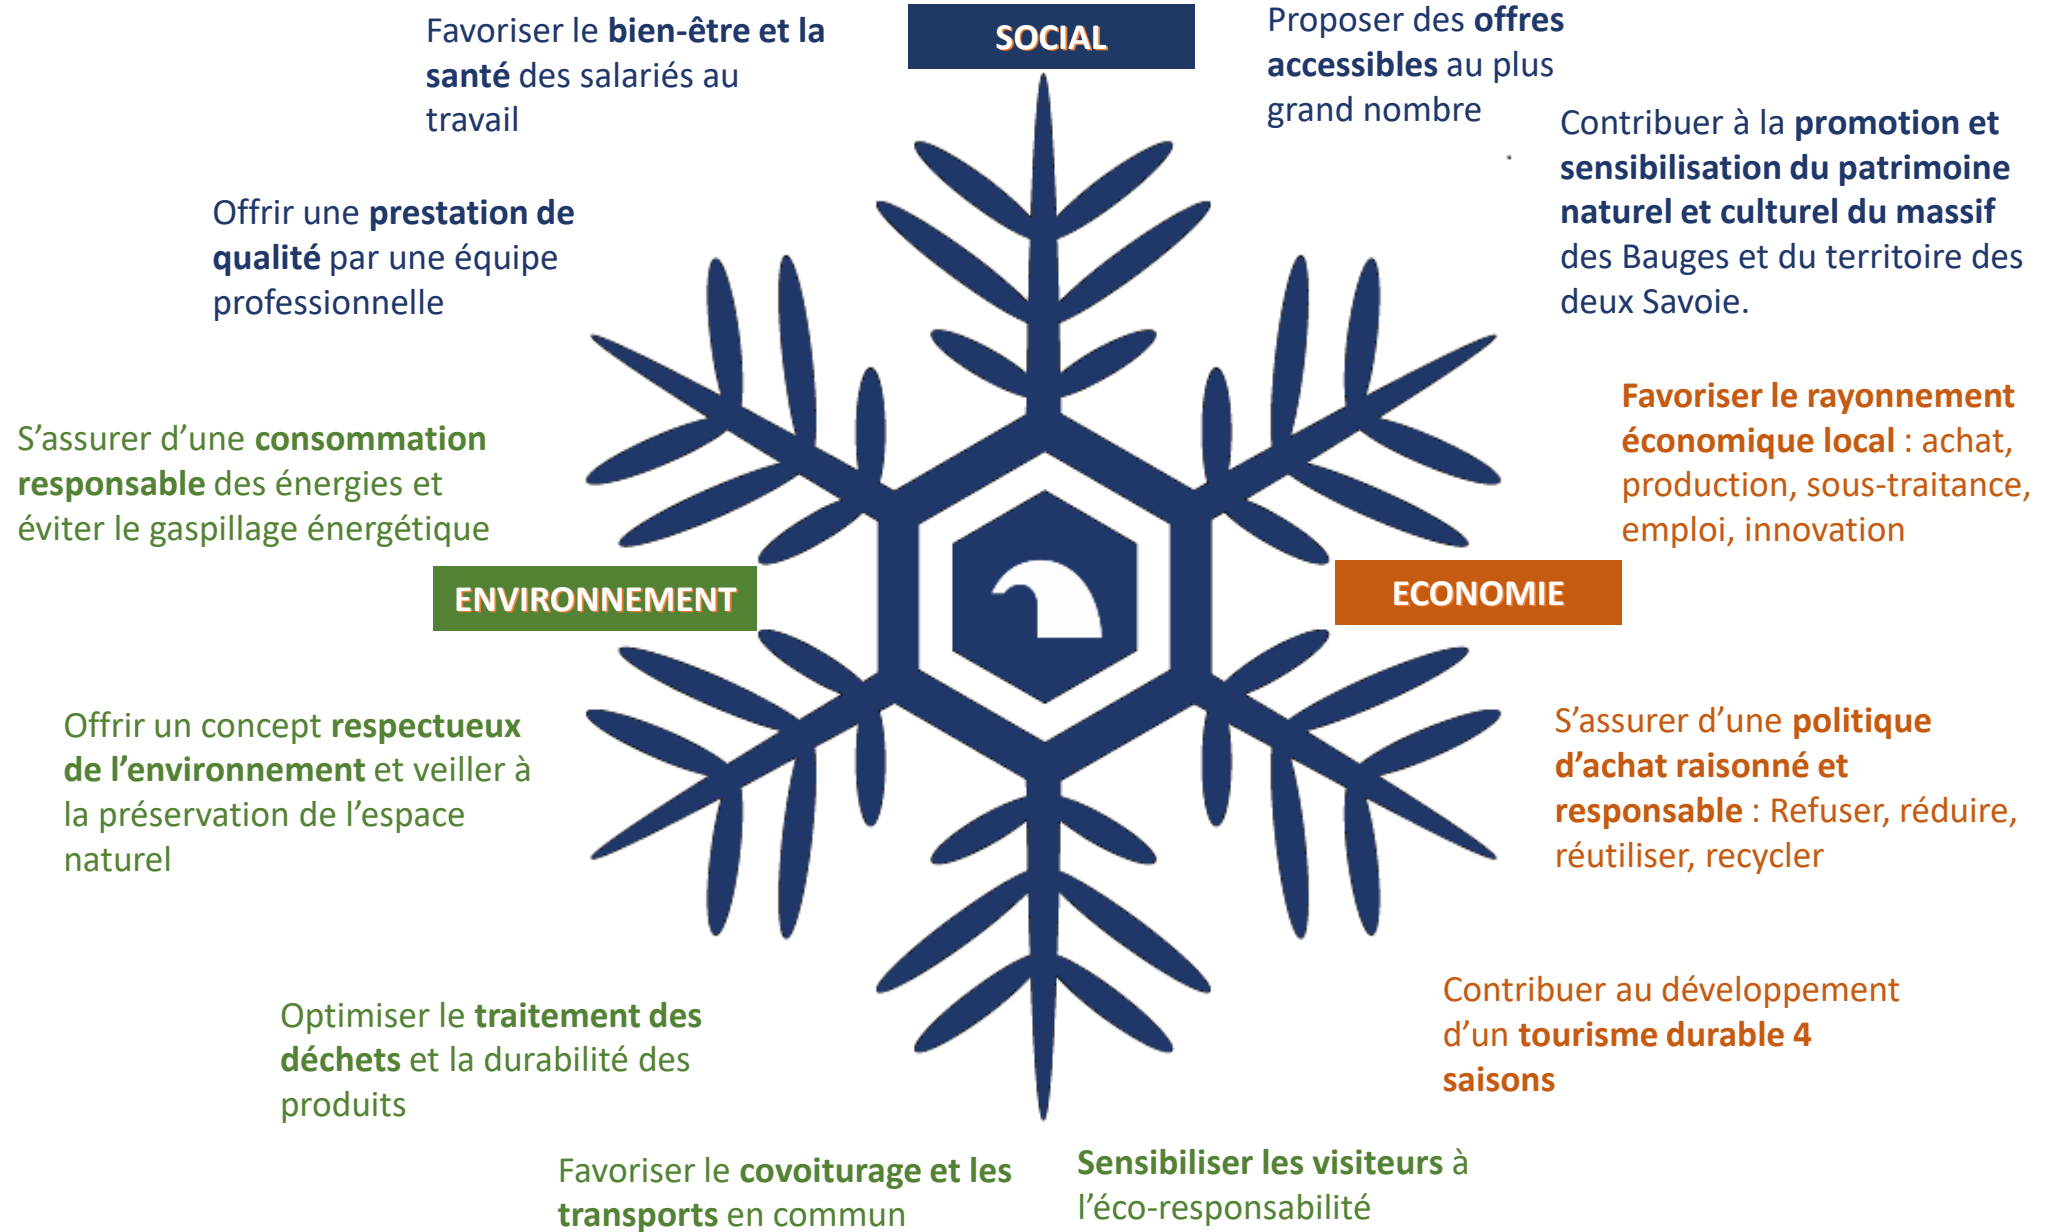 SOCIAL
Favoriser le bien-être et la
santé des salariés au
travail
Proposer des offres
accessibles au plus
grand nombre
Contribuer à la promotion et
sensibilisation du patrimoine
naturel et culturel du massif
des Bauges et du territoire des
deux Savoie.
Offrir une prestation de
qualité par une équipe
professionnelle
Favoriser le rayonnement
économique local : achat,
production, sous-traitance,
emploi, innovation
S’assurer d’une consommation
responsable des énergies et
éviter le gaspillage énergétique
ENVIRONNEMENT
ECONOMIE
Offrir un concept respectueux
de l’environnement et veiller à
la préservation de l’espace
naturel
S’assurer d’une politique
d’achat raisonné et
responsable : Refuser, réduire,
réutiliser, recycler
Optimiser le traitement des
déchets et la durabilité des
produits
Contribuer au développement
d’un tourisme durable 4
saisons
Favoriser le covoiturage et les
transports en commun
Sensibiliser les visiteurs à
l’éco-responsabilité